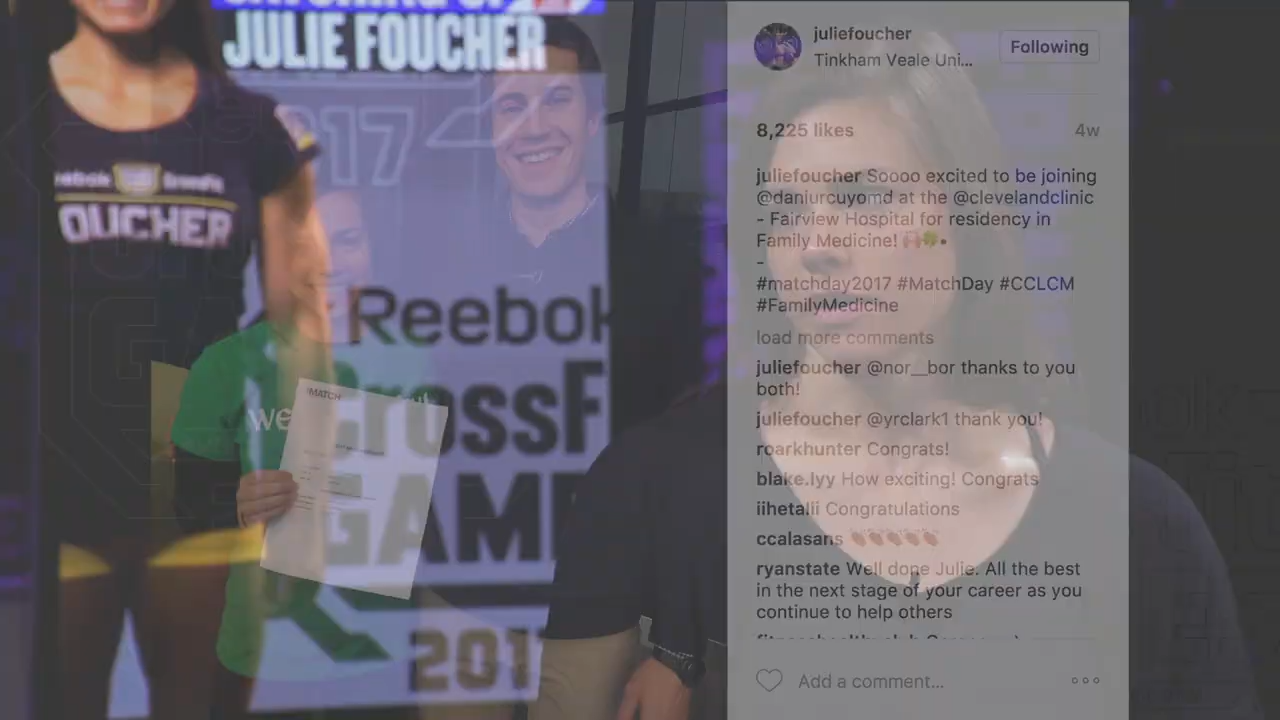 JULIE FOUCHER
17
OUCHER
Reebok
CrossF
GAM
201
MATCH
we
juliefoucher
Tinkham Veale Uni...
Following
8,225 likes
4w
juliefoucher Soooo excited to be joining
@daniurcuyomd at the @clevelandclinic
- Fairview Hospital for residency in
Family Medicine! 🙌🏻🍀•
-
#matchday2017 #MatchDay #CCLCM
#FamilyMedicine
load more comments
juliefoucher @nor__bor thanks to you
both!
juliefoucher @yrclark1 thank you!
roarkhunter Congrats!
blake.lyy How exciting! Congrats
iihetalii Congratulations
ccalasans 👏🏽👏🏽👏🏽👏🏽👏🏽
ryanstate Well done Julie. All the best
in the next stage of your career as you
continue to help others
Add a comment...